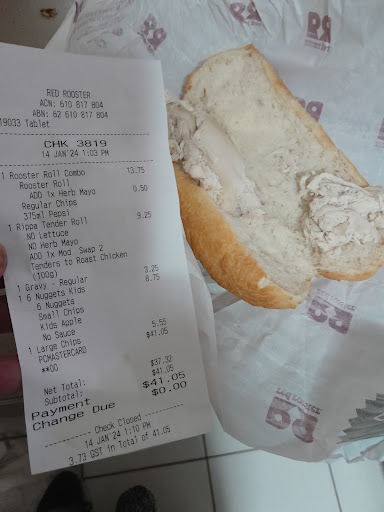 RED ROOSTER
ACN: 610 817 804
ABN: 62 610 817 804
19033 Tablet
CHK 3819
14 JAN'24 1:03 PM
1 Rooster Roll Combo 13.75
Rooster Roll
ADD 1x Herb Mayo 0.50
Regular Chips
375ml Pepsi
1 Rippa Tender Roll 9.25
NO Lettuce
NO Herb Mayo
ADD 1x Mod Swap 2
Tenders to Roast Chicken
(100g)
1 Gravy - Regular 3.25
1 6 Nuggets Kids 8.75
6 Nuggets
Small Chips
Kids Apple
No Sauce
1 Large Chips 5.55
PCMASTERCARD $41.05
**00
Net Total: $37.32
Subtotal: $41.05
Payment $41.05
Change Due $0.00
Check Closed
14 JAN'24 1:10 PM
3.73 GST in Total of 41.05